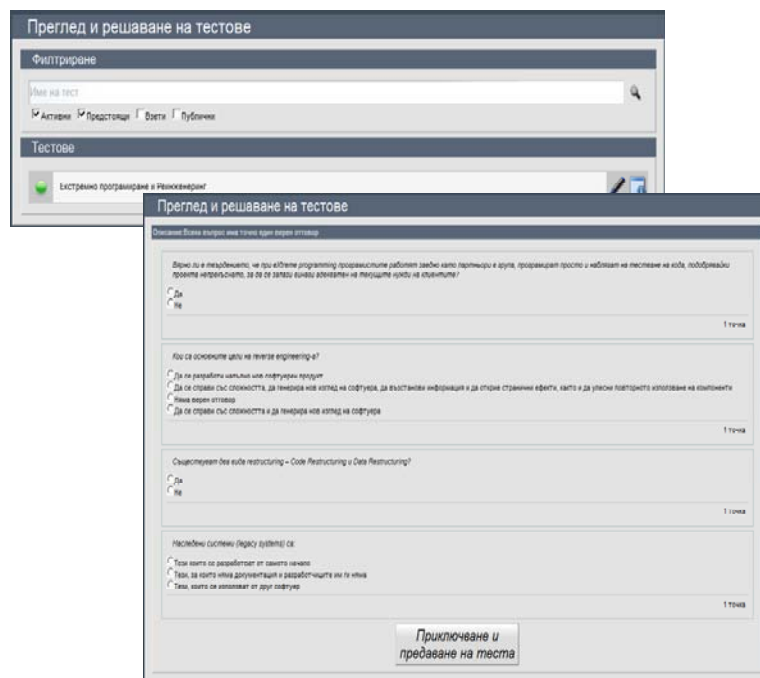 Преглед и решаване на тестове
Филтриране
Име на тест
Активни Предстоящи Взети Публични
Тестове
Екстремно програмиране и Реинженеринг
Преглед и решаване на тестове
Описание:Всеки въпрос има точно един верен отговор
Вярно ли е твърдението, че при eXtreme programming програмистите работят заедно като партньори в група, програмират просто и наблягат на тестване на кода, подобрявайки
проекта непрекъснато, за да се запази винаги адекватен на текущите нужди на клиентите?
Да
Не
1 точка
Кои са основните цели на reverse engineering-а?
Да се разработи напълно нов софтуерен продукт
Да се справи със сложността, да генерира нов изглед на софтуера, да възстанови информация и да открие странични ефекти, както и да улесни повторното използване на компоненти
Няма верен отговор
Да се справи със сложността и да генерира нов изглед на софтуера
1 точка
Съществуват два вида restructuring – Code Restructuring и Data Restructuring?
Да
Не
1 точка
Наследени системи (legacy systems) са:
Тези които се разработват от самото начало
Тези, за които няма документация и разработчиците им ги няма
Тези, които се използват от друг софтуер
1 точка
Приключване и
предаване на теста